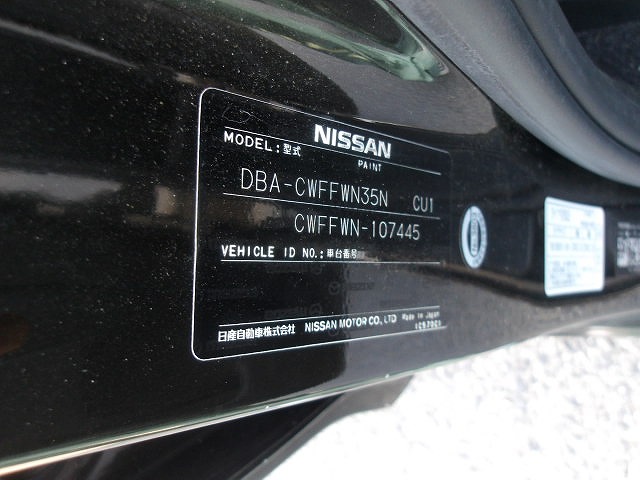 NISSAN
MODEL:型式 PAINT
DBA-CWFFWN35N CU1
CWFFWN-107445
VEHICLE ID NO.:車台番号
日産自動車株式会社 NISSAN MOTOR CO., LTD Made in Japan